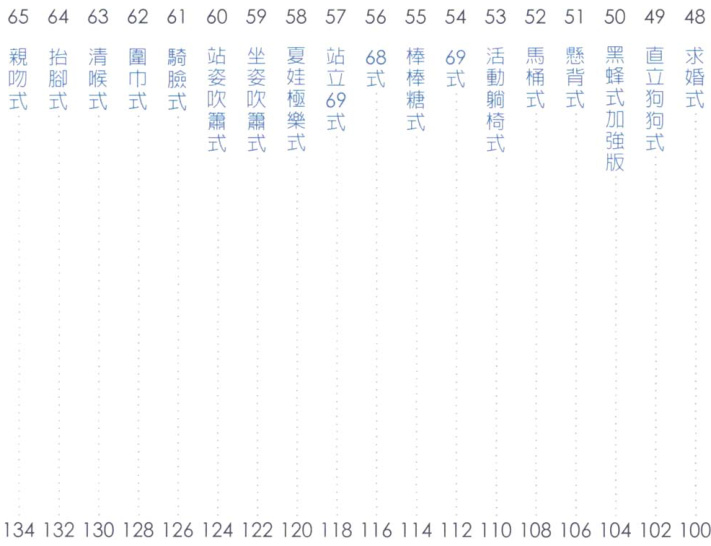 48 求婚式 100
49 直立狗狗式 102
50 黑蜂式加強版 104
51 懸背式 106
52 馬桶式 108
53 活動躺椅式 110
54 69式 112
55 棒棒糖式 114
56 68式 116
57 站立69式 118
58 夏娃極樂式 120
59 坐姿吹簫式 122
60 站姿吹簫式 124
61 騎臉式 126
62 圍巾式 128
63 清喉式 130
64 抬腳式 132
65 親吻式 134